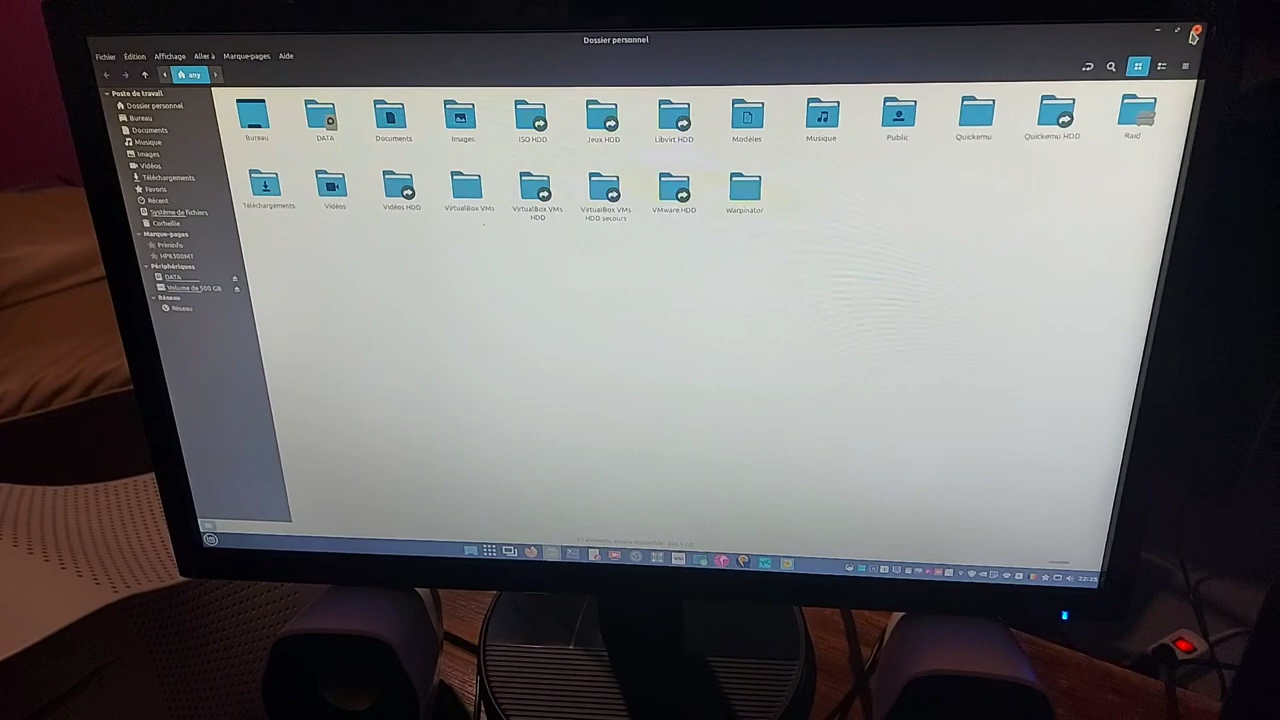 Dossier personnel
Fichier Édition Affichage Aller à Marque-pages Aide
any
Poste de travail
Dossier personnel
Bureau
Documents
Musique
Images
Vidéos
Téléchargements
Favoris
Récent
Système de fichiers
Corbeille
Marque-pages
Priminfo
HP8300MT
Périphériques
DATA
Volume de 500 GB
Réseau
Réseau
Bureau DATA Documents Images ISO HDD Jeux HDD Libvirt HDD Modèles Musique Public Quickemu Quickemu HDD Raid
Téléchargements Vidéos Vidéos HDD VirtualBox VMs VirtualBox VMs HDD VirtualBox VMs HDD secours VMware HDD Warpinator
22:25